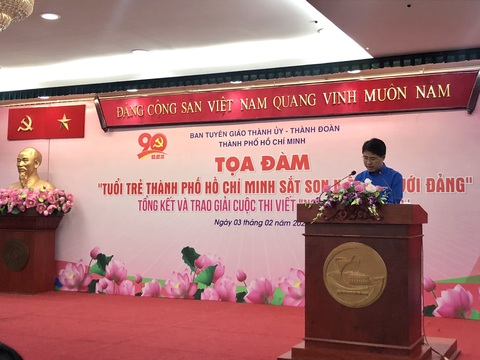 ĐẢNG CỘNG SẢN VIỆT NAM QUANG VINH MUÔN NĂM
90
BAN TUYÊN GIÁO THÀNH ỦY - THÀNH ĐOÀN
THÀNH PHỐ HỒ CHÍ MINH
TỌA ĐÀM
"TUỔI TRẺ THÀNH PHỐ HỒ CHÍ MINH SẮT SON ĐẢNG"
TỔNG KẾT VÀ TRAO GIẢI CUỘC THI VIẾT
Ngày 03 tháng 02 năm